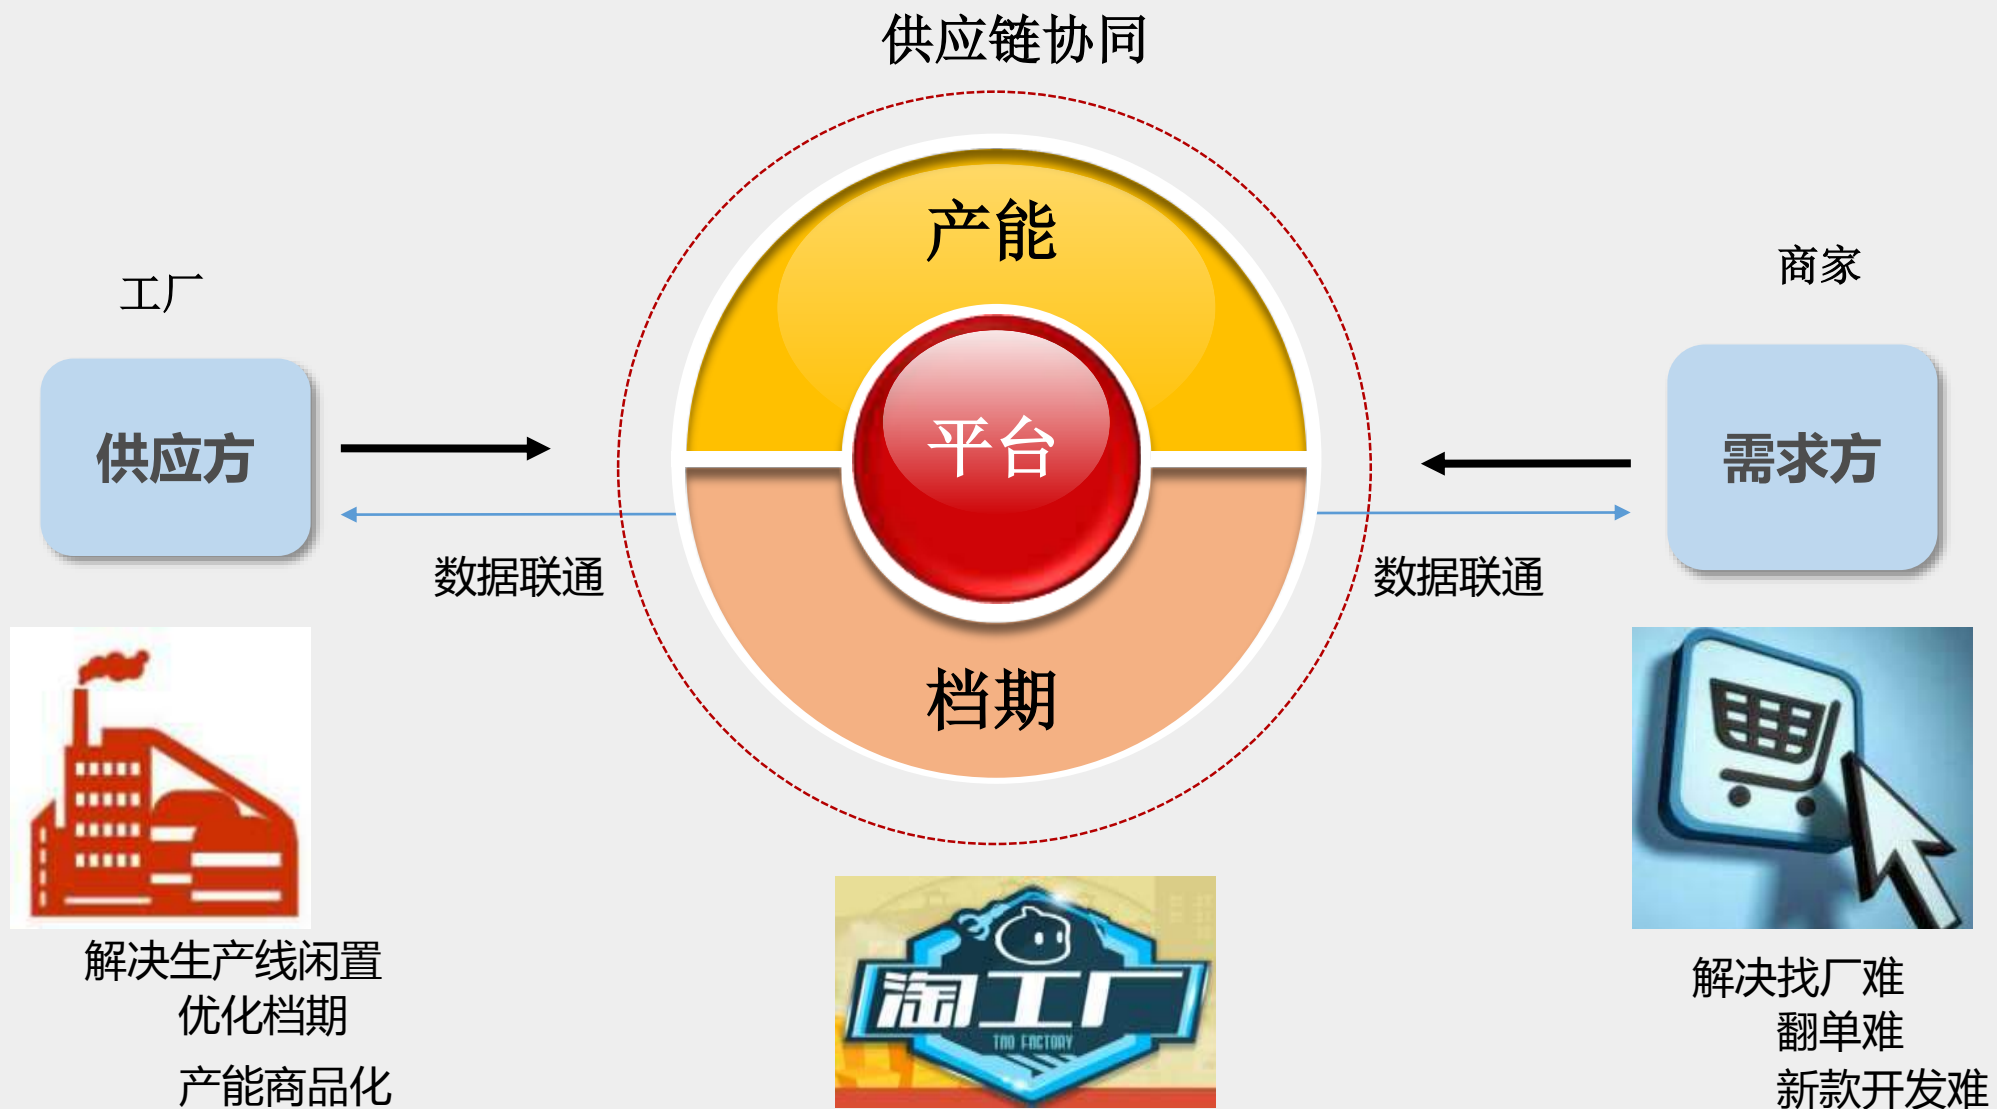 供应链协同
产能
工厂
商家
平台
供应方
需求方
数据联通
数据联通
档期
解决生产线闲置
优化档期
产能商品化
淘工厂
TAO FACTORY
解决找厂难
翻单难
新款开发难